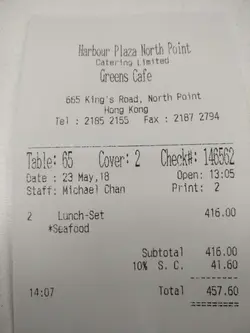 Harbour Plaza North Point
Catering Limited
Greens Cafe
665 King's Road, North Point
Hong Kong
Tel : 2185 2155 Fax : 2187 2794
Table: 65 Cover: 2 Check#: 146562
Date : 23 May,18 Open: 13:05
Staff: Michael Chan Print: 2
2 Lunch-Set 416.00
*Seafood
Subtotal 416.00
10% S. C. 41.60
14:07 Total 457.60